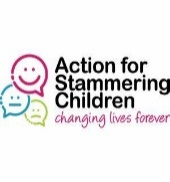 Action for
Stammering
Children
changing lives forever